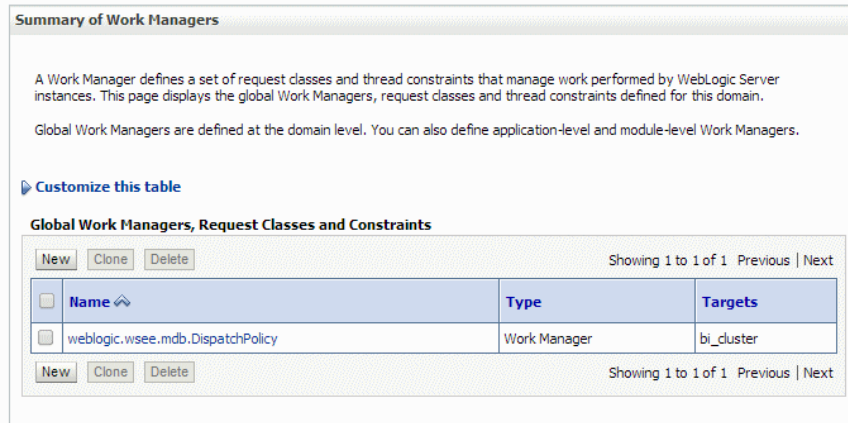 Summary of Work Managers
A Work Manager defines a set of request classes and thread constraints that manage work performed by WebLogic Server
instances. This page displays the global Work Managers, request classes and thread constraints defined for this domain.
Global Work Managers are defined at the domain level. You can also define application-level and module-level Work Managers.
Customize this table
Global Work Managers, Request Classes and Constraints
New Clone Delete Showing 1 to 1 of 1 Previous | Next
Name Type Targets
weblogic.wsee.mdb.DispatchPolicy Work Manager bi_cluster
New Clone Delete Showing 1 to 1 of 1 Previous | Next